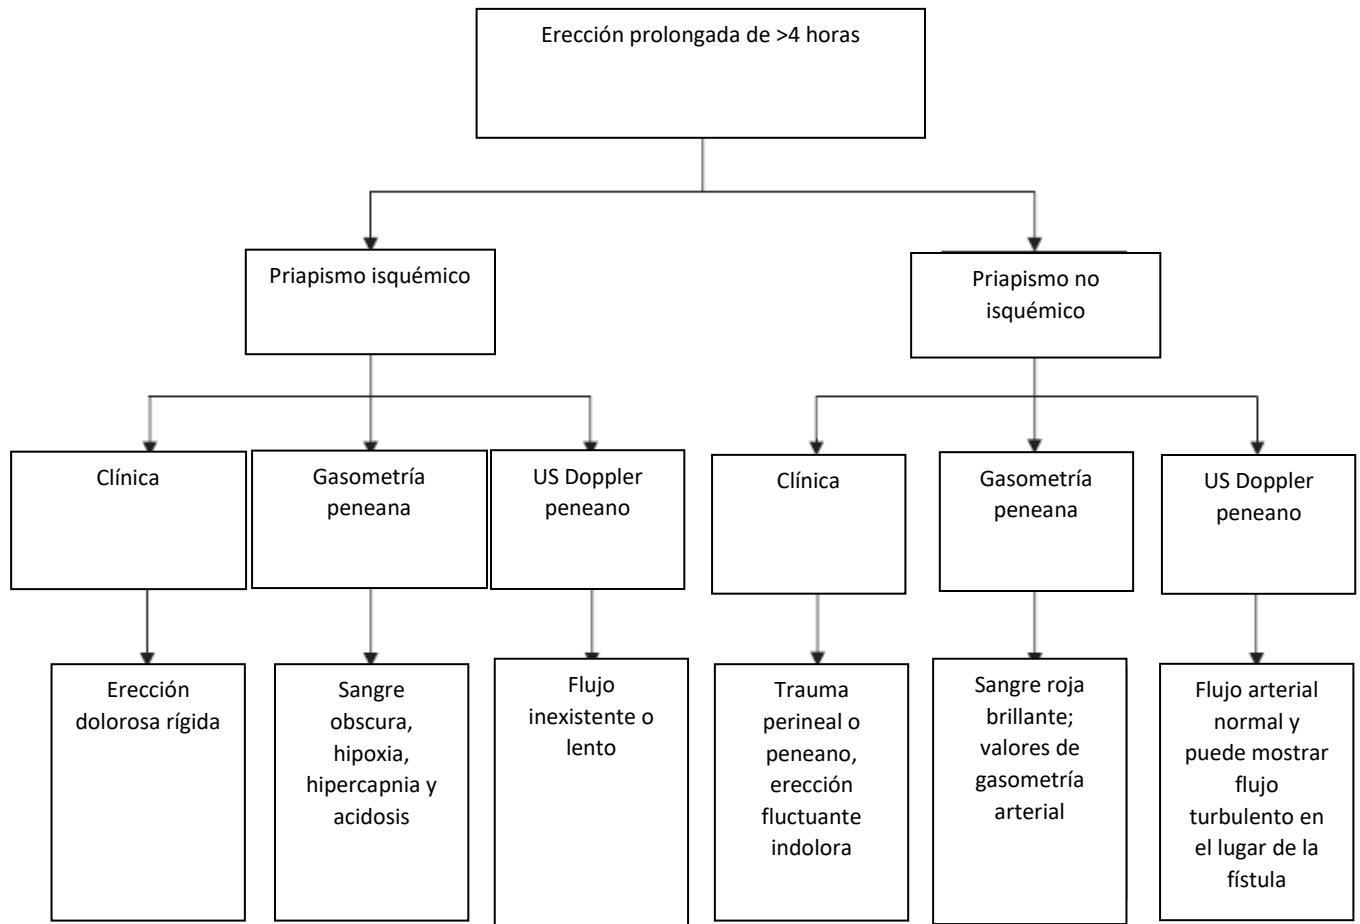 Erección prolongada de >4 horas
Priapismo isquémico
Priapismo no
isquémico
Clínica
Gasometría
peneana
US Doppler
peneano
Clínica
Gasometría
peneana
US Doppler
peneano
Erección
dolorosa rígida
Sangre
obscura,
hipoxia,
hipercapnia y
acidosis
Flujo
inexistente o
lento
Trauma
perineal o
peneano,
erección
fluctuante
indolora
Sangre roja
brillante;
valores de
gasometría
arterial
Flujo arterial
normal y
puede mostrar
flujo
turbulento en
el lugar de la
fístula